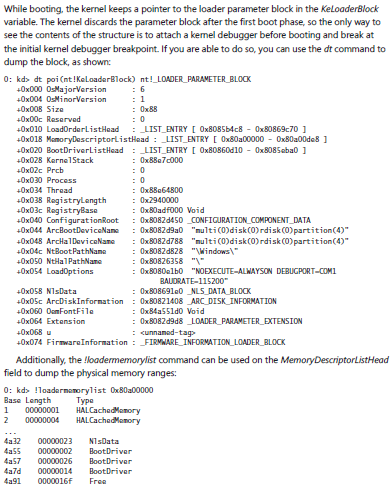 While booting, the kernel keeps a pointer to the loader parameter block in the KeLoaderBlock
variable. The kernel discards the parameter block after the first boot phase, so the only way to
see the contents of the structure is to attach a kernel debugger before booting and break at
the initial kernel debugger breakpoint. If you are able to do so, you can use the dt command to
dump the block, as shown:
0: kd> dt poi(nt!KeLoaderBlock) nt!_LOADER_PARAMETER_BLOCK
+0x000 OsMajorVersion : 6
+0x004 OsMinorVersion : 1
+0x008 Size : 0x88
+0x00c Reserved : 0
+0x010 LoadOrderListHead : _LIST_ENTRY [ 0x8085b4c8 - 0x80869c70 ]
+0x018 MemoryDescriptorListHead : _LIST_ENTRY [ 0x80a00000 - 0x80a00de8 ]
+0x020 BootDriverListHead : _LIST_ENTRY [ 0x80860d10 - 0x8085eba0 ]
+0x028 KernelStack : 0x88e7c000
+0x02c Prcb : 0
+0x030 Process : 0
+0x034 Thread : 0x88e64800
+0x038 RegistryLength : 0x2940000
+0x03c RegistryBase : 0x80adf000 Void
+0x040 ConfigurationRoot : 0x8082d450 _CONFIGURATION_COMPONENT_DATA
+0x044 ArcBootDeviceName : 0x8082d9a0 "multi(0)disk(0)rdisk(0)partition(4)"
+0x048 ArcHalDeviceName : 0x8082d788 "multi(0)disk(0)rdisk(0)partition(4)"
+0x04c NtBootPathName : 0x8082d828 "\Windows\"
+0x050 NtHalPathName : 0x80826358 "\"
+0x054 LoadOptions : 0x8080e1b0 "NOEXECUTE=ALWAYSON DEBUGPORT=COM1
BAUDRATE=115200"
+0x058 NlsData : 0x808691e0 _NLS_DATA_BLOCK
+0x05c ArcDiskInformation : 0x80821408 _ARC_DISK_INFORMATION
+0x060 OemFontFile : 0x84a551d0 Void
+0x064 Extension : 0x8082d9d8 _LOADER_PARAMETER_EXTENSION
+0x068 u : <unnamed-tag>
+0x074 FirmwareInformation : _FIRMWARE_INFORMATION_LOADER_BLOCK
Additionally, the !loadermemorylist command can be used on the MemoryDescriptorListHead
field to dump the physical memory ranges:
0: kd> !loadermemorylist 0x80a00000
Base Length Type
1 00000001 HALCachedMemory
2 00000004 HALCachedMemory
...
4a32 00000023 NlsData
4a55 00000002 BootDriver
4a57 00000026 BootDriver
4a7d 00000014 BootDriver
4a91 0000016f Free